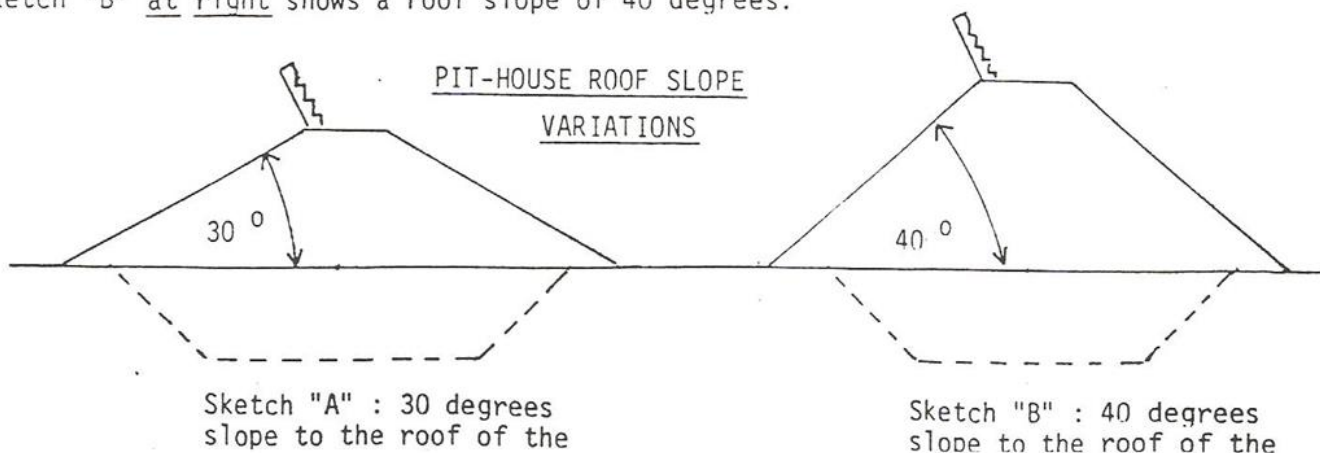 "B" at right shows a roof slope of 40 degrees.
PIT-HOUSE ROOF SLOPE
VARIATIONS
30 º
40 º
Sketch "A" : 30 degrees
slope to the roof of the
Sketch "B" : 40 degrees
slope to the roof of the